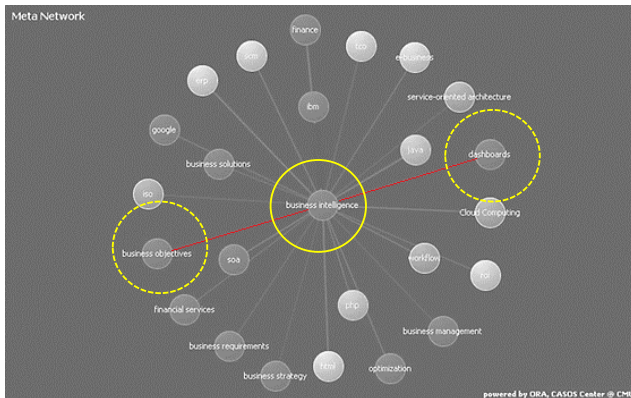 Meta Network
finance
tco
scm
e-business
erp
service-oriented architecture
ibm
google
java
dashboards
business solutions
iso
business intelligence
Cloud Computing
business objectives
soa
workflow
roi
php
financial services
business management
business requirements
html
optimization
business strategy
powered by ORA, CASOS Center @ CMU